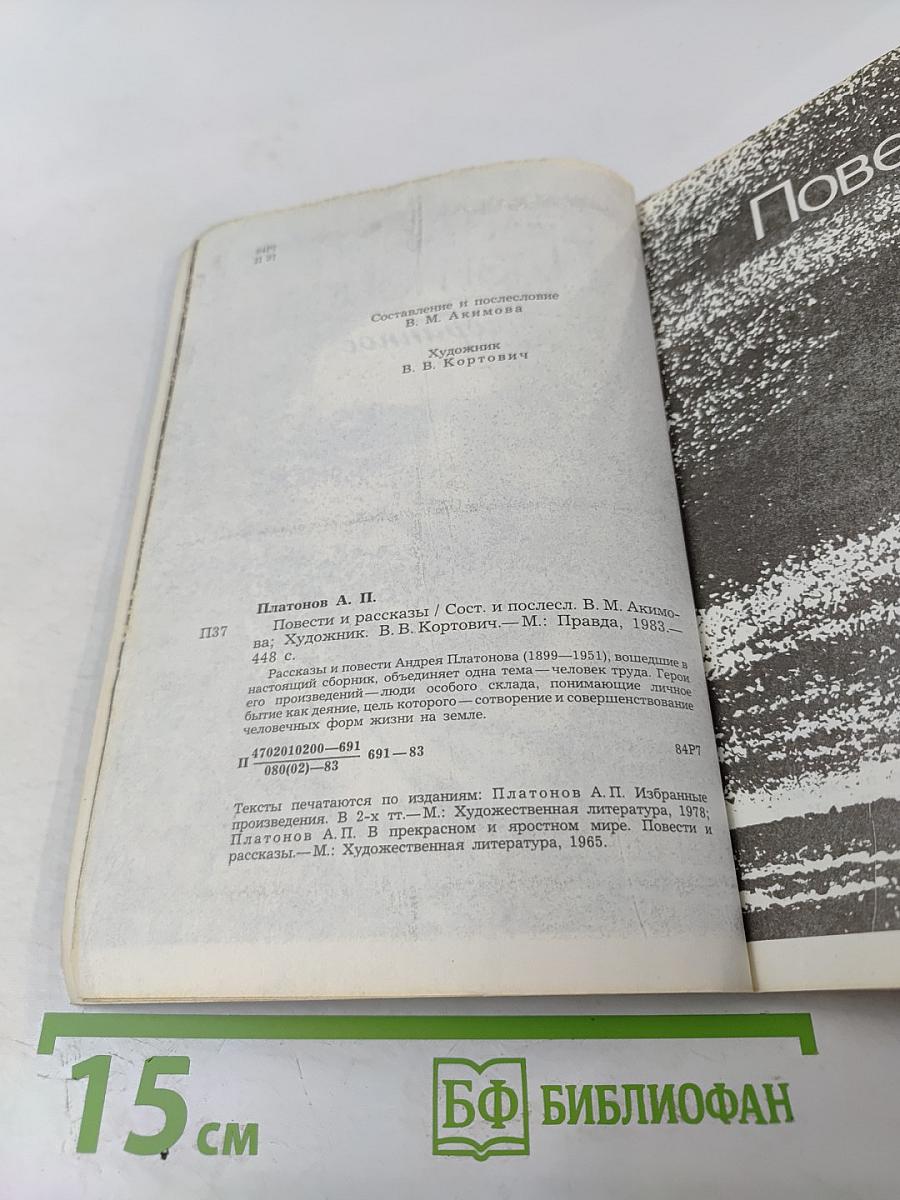 84Р7
П 37
Составление и послесловие
В. М. Акимова
Художник
В. В. Кортович
Платонов А. П.
П37
Повести и рассказы / Сост. и послесл. В. М. Акимо-
ва; Художник. В. В. Кортович.— М.: Правда, 1983.—
448 с.
Рассказы и повести Андрея Платонова (1899—1951), вошедшие в
настоящий сборник, объединяет одна тема — человек труда. Герои
его произведений — люди особого склада, понимающие личное
бытие как деяние, цель которого — сотворение и совершенствование
человечных форм жизни на земле.
П 4702010200—691 691—83
080(02)—83
84Р7
Тексты печатаются по изданиям: Платонов А. П. Избранные
произведения. В 2-х тт.— М.: Художественная литература, 1978;
Платонов А. П. В прекрасном и яростном мире. Повести и
рассказы.— М.: Художественная литература, 1965.
Пове
15 см
БФ БИБЛИОФАН